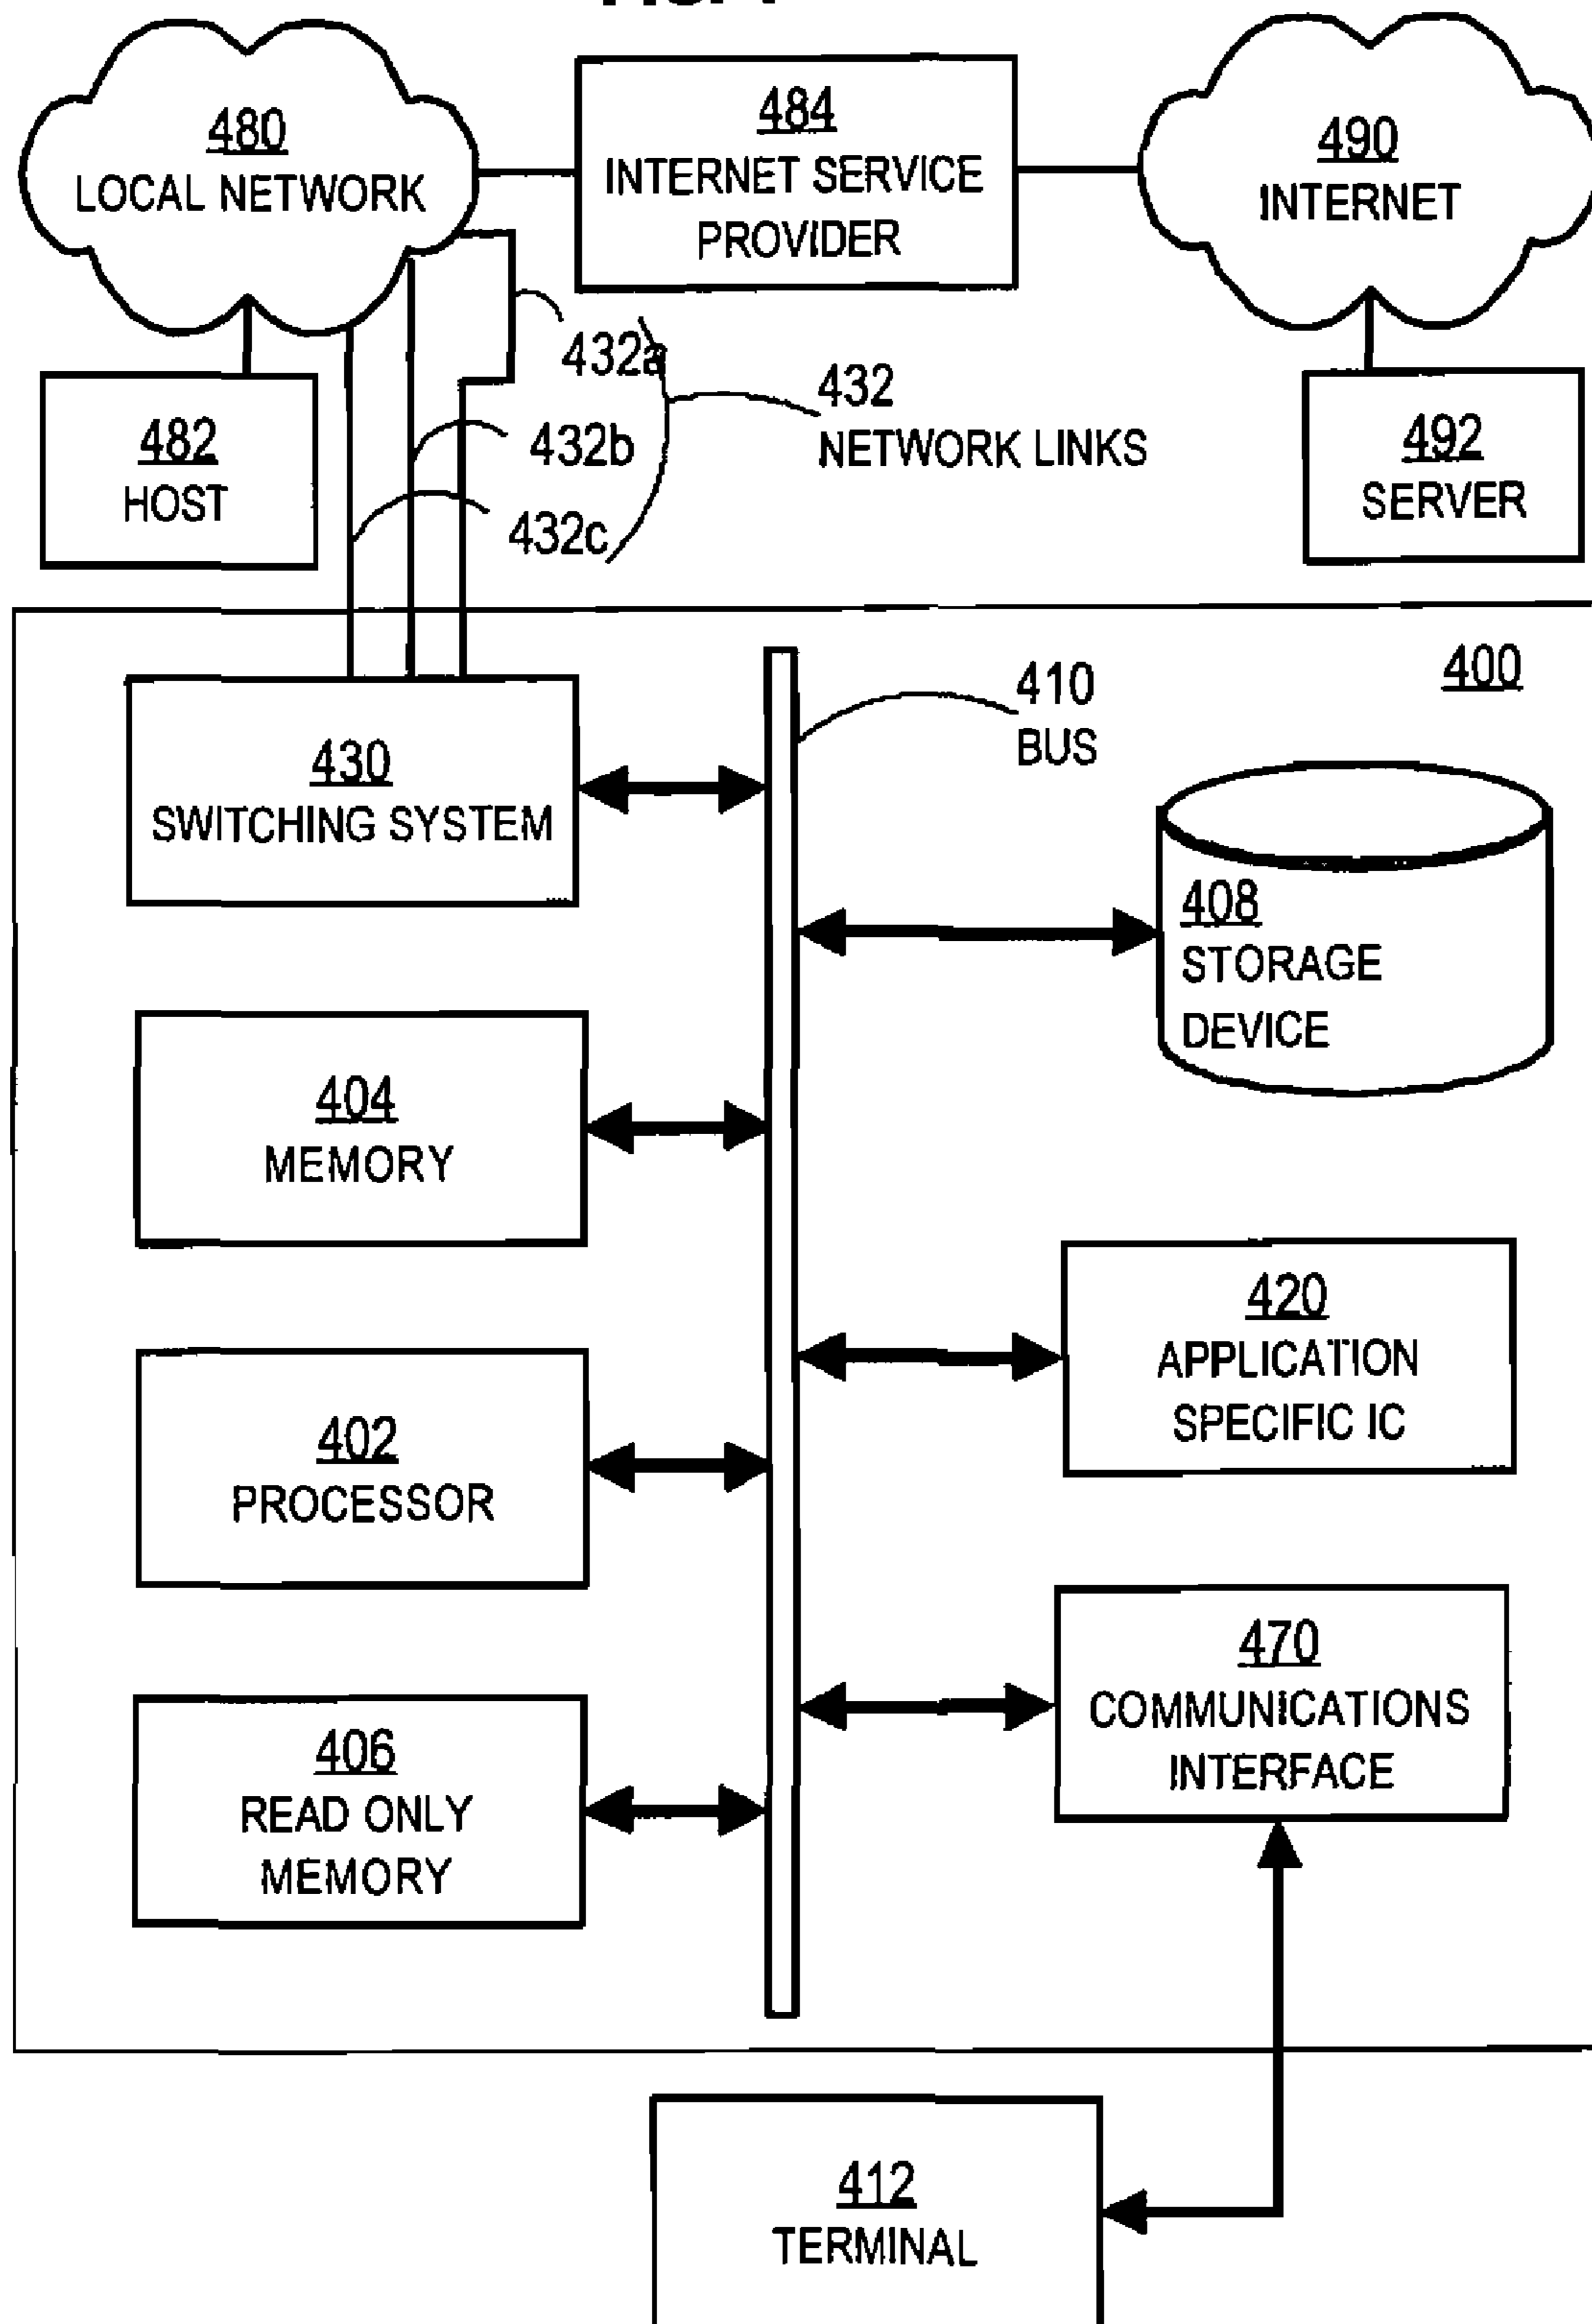 480
LOCAL NETWORK
484
INTERNET SERVICE
PROVIDER
490
INTERNET
432a
432b
432c
432
NETWORK LINKS
482
HOST
492
SERVER
400
410
BUS
430
SWITCHING SYSTEM
408
STORAGE
DEVICE
404
MEMORY
420
APPLICATION
SPECIFIC IC
402
PROCESSOR
470
COMMUNICATIONS
INTERFACE
406
READ ONLY
MEMORY
412
TERMINAL